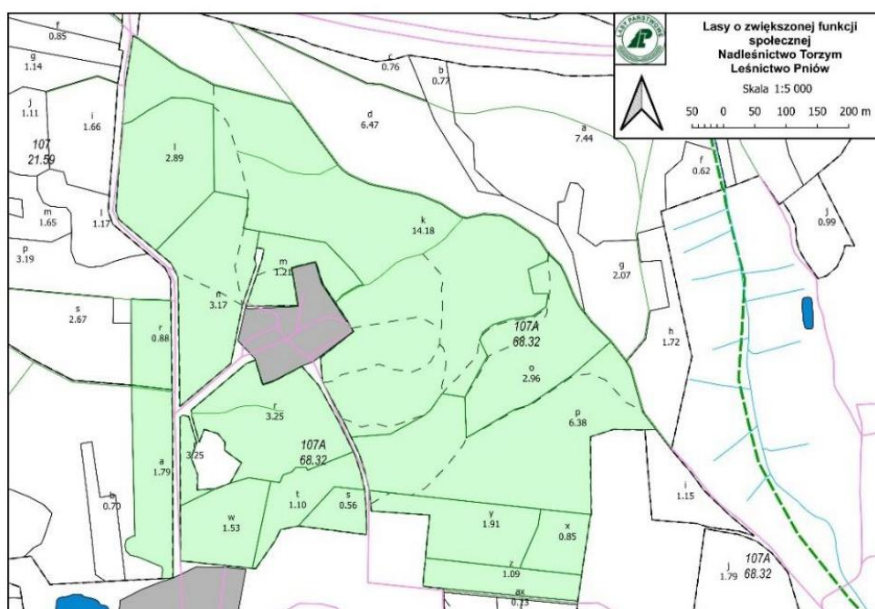 Lasy o zwiększonej funkcji
społecznej
Nadleśnictwo Torzym
Leśnictwo Pniów
Skala 1:5 000
50 0 50 100 150 200 m
LASY PAŃSTWOWE
f
0.85
g
1.14
j
1.11
i
1.66
107
21.59
m
1.65
l
1.17
p
3.19
s
2.67
r
0.88
a
1.79
b
0.70
l
2.89
n
3.17
m
1.21
k
14.18
c
0.76
b
0.77
d
6.47
a
7.44
f
0.62
j
0.99
g
2.07
h
1.72
107A
68.32
o
2.96
p
6.38
r
3.25
3.25
107A
68.32
w
1.53
t
1.10
s
0.56
y
1.91
x
0.85
z
1.09
ax
0.13
i
1.15
j
1.79
107A
68.32